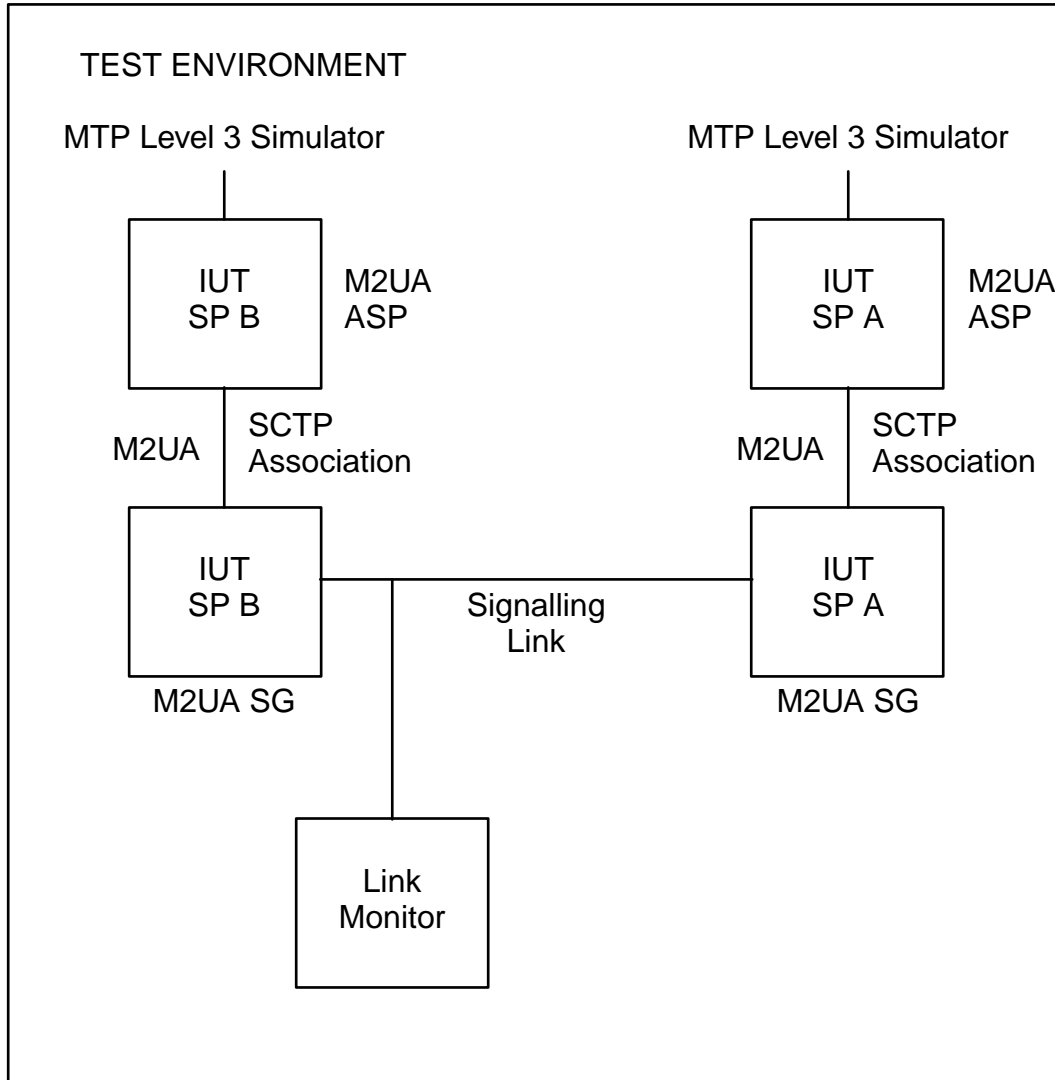 TEST ENVIRONMENT
MTP Level 3 Simulator
MTP Level 3 Simulator
IUT
SP B
M2UA
ASP
IUT
SP A
M2UA
ASP
M2UA
SCTP
Association
M2UA
SCTP
Association
IUT
SP B
Signalling
Link
IUT
SP A
M2UA SG
M2UA SG
Link
Monitor